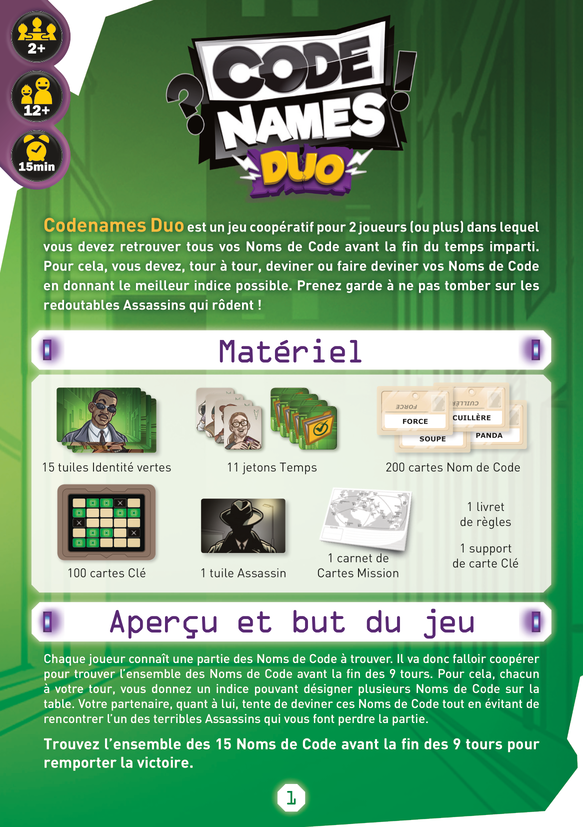 2+
12+
15min
? CODE !
NAMES
DUO
Codenames Duo est un jeu coopératif pour 2 joueurs (ou plus) dans lequel
vous devez retrouver tous vos Noms de Code avant la fin du temps imparti.
Pour cela, vous devez, tour à tour, deviner ou faire deviner vos Noms de Code
en donnant le meilleur indice possible. Prenez garde à ne pas tomber sur les
redoutables Assassins qui rôdent !
Matériel
FORCE
FORCE
CUILLÈRE
CUILLÈRE
SOUPE
PANDA
15 tuiles Identité vertes
11 jetons Temps
200 cartes Nom de Code
100 cartes Clé
1 tuile Assassin
1 carnet de
Cartes Mission
1 livret
de règles
1 support
de carte Clé
Aperçu et but du jeu
Chaque joueur connaît une partie des Noms de Code à trouver. Il va donc falloir coopérer
pour trouver l'ensemble des Noms de Code avant la fin des 9 tours. Pour cela, chacun
à votre tour, vous donnez un indice pouvant désigner plusieurs Noms de Code sur la
table. Votre partenaire, quant à lui, tente de deviner ces Noms de Code tout en évitant de
rencontrer l'un des terribles Assassins qui vous font perdre la partie.
Trouvez l'ensemble des 15 Noms de Code avant la fin des 9 tours pour
remporter la victoire.
1